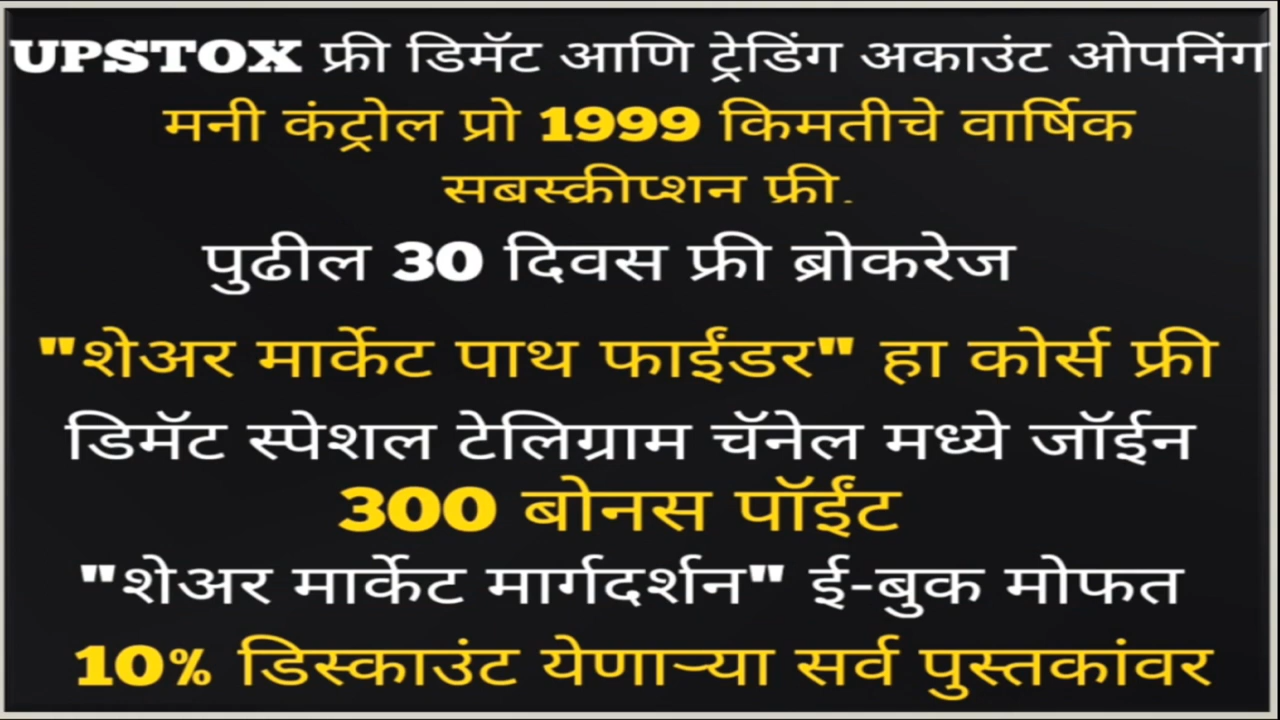 UPSTOX फ्री डिमॅट आणि ट्रेडिंग अकाउंट ओपनिंग
मनी कंट्रोल प्रो 1999 किमतीचे वार्षिक
सबस्क्रीप्शन फ्री.
पुढील 30 दिवस फ्री ब्रोकरेज
"शेअर मार्केट पाथ फाईंडर" हा कोर्स फ्री
डिमॅट स्पेशल टेलिग्राम चॅनेल मध्ये जॉईन
300 बोनस पॉईंट
"शेअर मार्केट मार्गदर्शन" ई-बुक मोफत
10% डिस्काउंट येणाऱ्या सर्व पुस्तकांवर